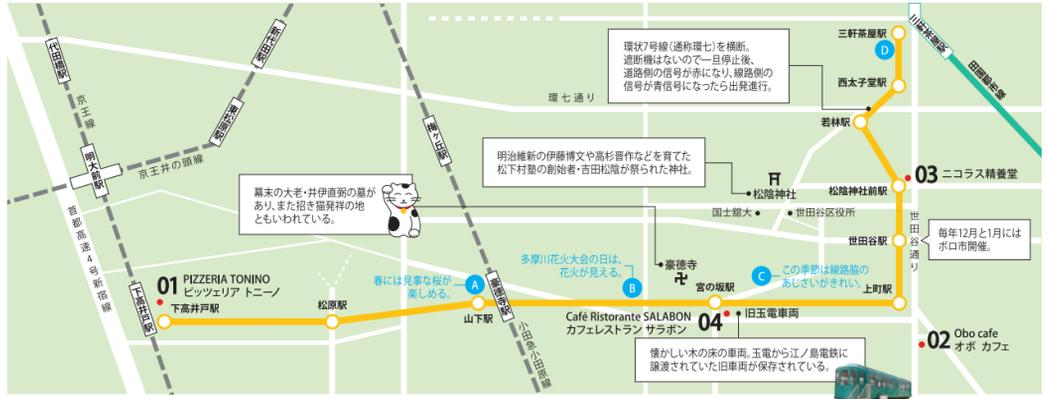 代田橋駅
京王線
明大前駅
新代田駅
東松原駅
京王井の頭線
首都高速4号新宿線
下高井戸駅
01 PIZZERIA TONINO
ピッツェリア トニーノ
下高井戸駅
松原駅
幕末の大老・井伊直弼の墓が
あり、また招き猫発祥の地
ともいわれている。
春には見事な桜が
楽しめる。
A
山下駅
梅ヶ丘駅
豪徳寺駅
小田急小田原線
多摩川花火大会の日は、
花火が見える。
B
豪徳寺
宮の坂駅
C
この季節は線路脇の
あじさいがきれい。
Café Ristorante SALABON
カフェレストラン サラボン
04
旧玉電車両
懐かしい木の床の車両。玉電から江ノ島電鉄に
譲渡されていた旧車両が保存されている。
上町駅
02 Obo cafe
オボ カフェ
環状7号線(通称環七)を横断。
遮断機はないので一旦停止後、
道路側の信号が赤になり、線路側の
信号が青信号になったら出発進行。
環七通り
明治維新の伊藤博文や高杉晋作などを育てた
松下村塾の創始者・吉田松陰が祭られた神社。
松陰神社
国士舘大
世田谷区役所
三軒茶屋駅
D
西太子堂駅
若林駅
松陰神社前駅
03 ニコラス精養堂
世田谷駅
世田谷通り
毎年12月と1月には
ボロ市開催。
三軒茶屋駅
田園都市線